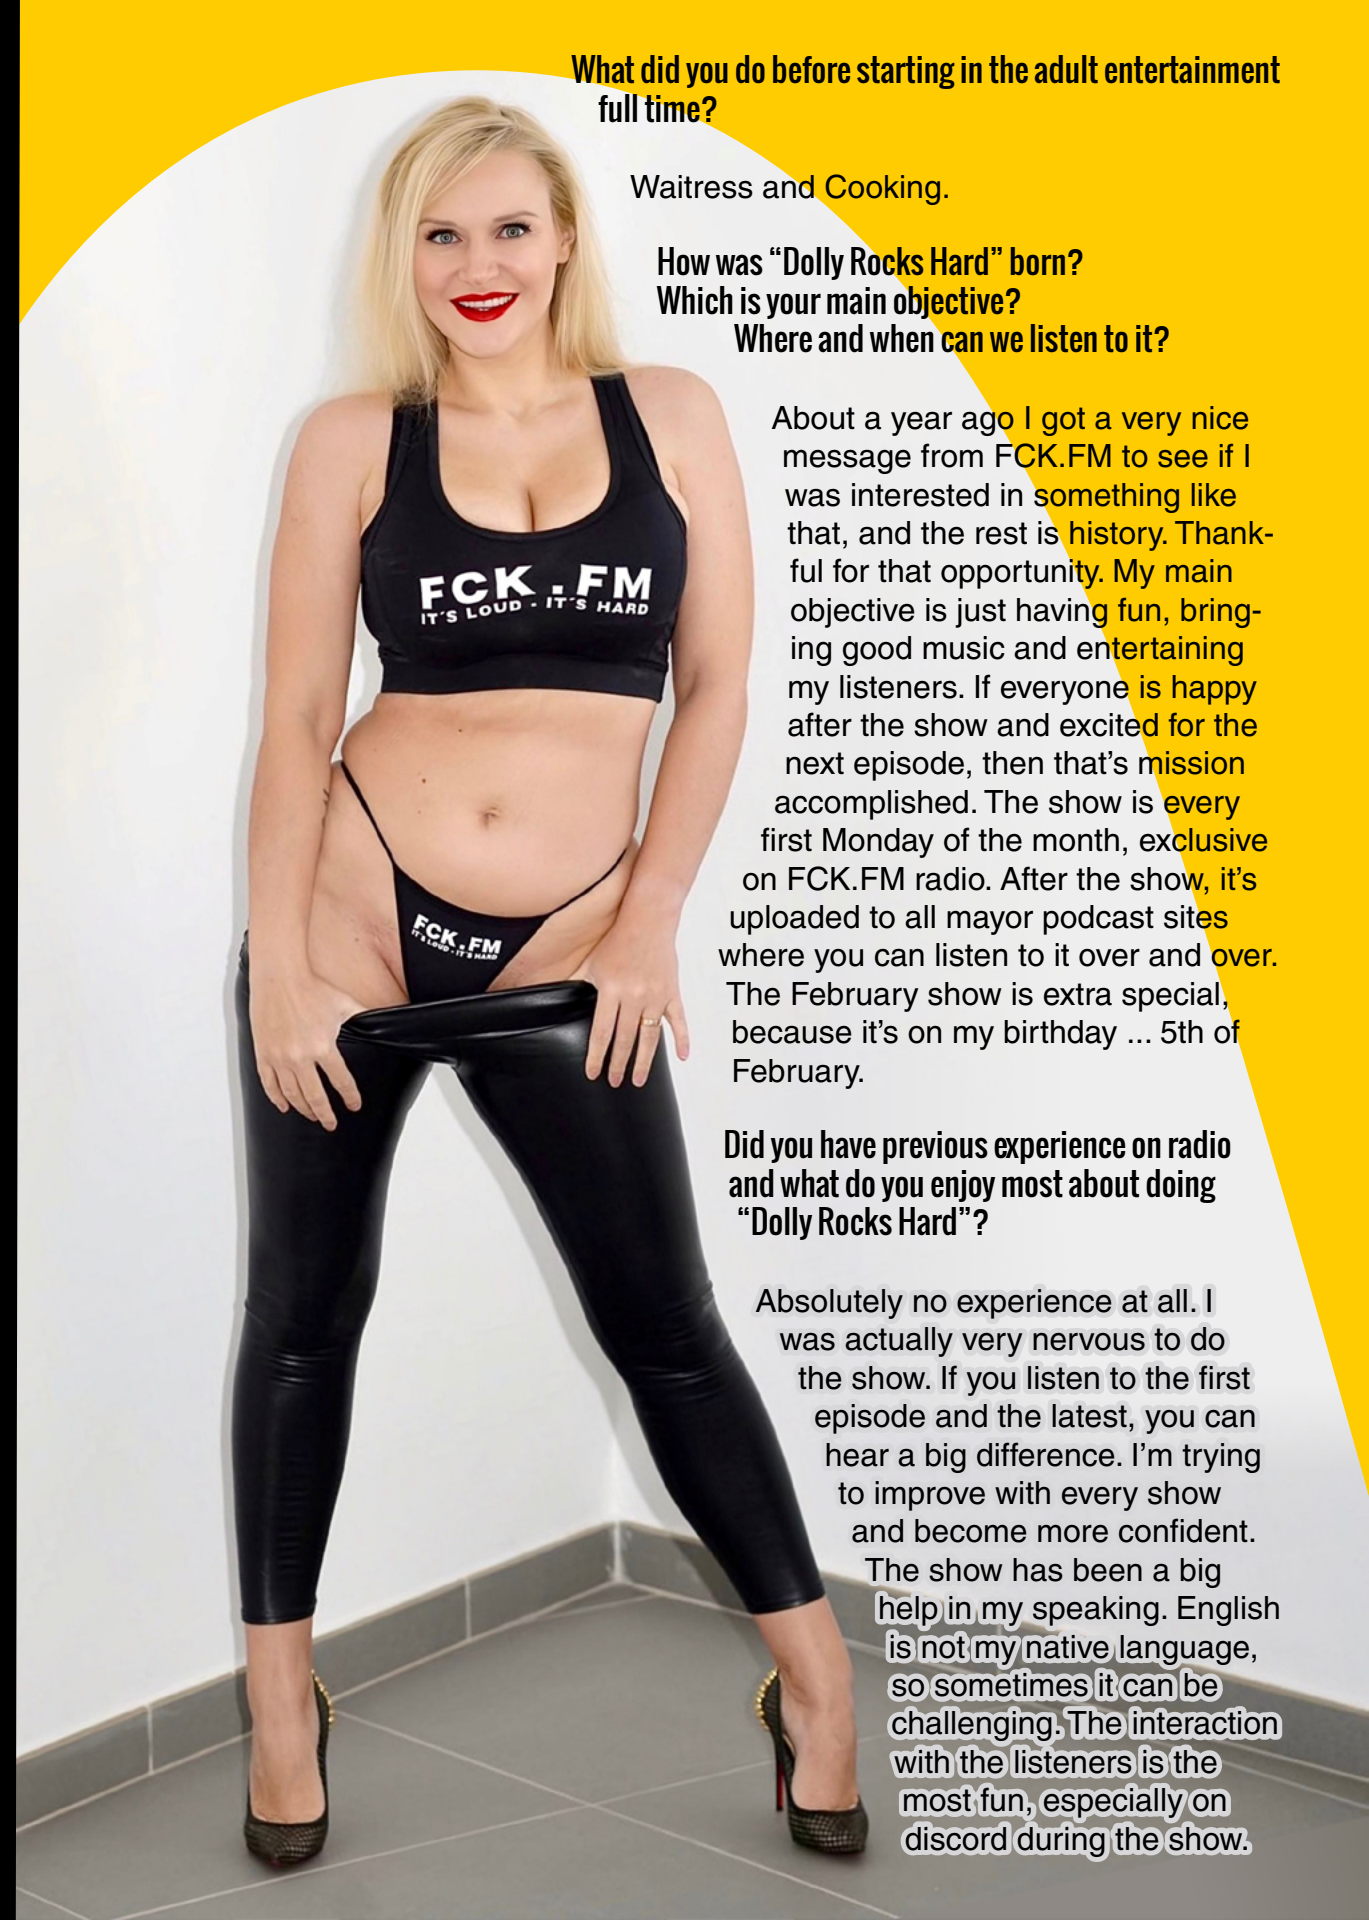 What did you do before starting in the adult entertainment
full time?
Waitress and Cooking.
How was “Dolly Rocks Hard” born?
Which is your main objective?
Where and when can we listen to it?
About a year ago I got a very nice
message from FCK.FM to see if I
was interested in something like
that, and the rest is history. Thank-
ful for that opportunity. My main
objective is just having fun, bring-
ing good music and entertaining
my listeners. If everyone is happy
after the show and excited for the
next episode, then that’s mission
accomplished. The show is every
first Monday of the month, exclusive
on FCK.FM radio. After the show, it’s
uploaded to all mayor podcast sites
where you can listen to it over and over.
The February show is extra special,
because it’s on my birthday ... 5th of
February.
Did you have previous experience on radio
and what do you enjoy most about doing
“Dolly Rocks Hard”?
Absolutely no experience at all. I
was actually very nervous to do
the show. If you listen to the first
episode and the latest, you can
hear a big difference. I’m trying
to improve with every show
and become more confident.
The show has been a big
help in my speaking. English
is not my native language,
so sometimes it can be
challenging. The interaction
with the listeners is the
most fun, especially on
discord during the show.
FCK.FM
IT´S LOUD - IT´S HARD
FCK.FM
IT´S LOUD - IT´S HARD